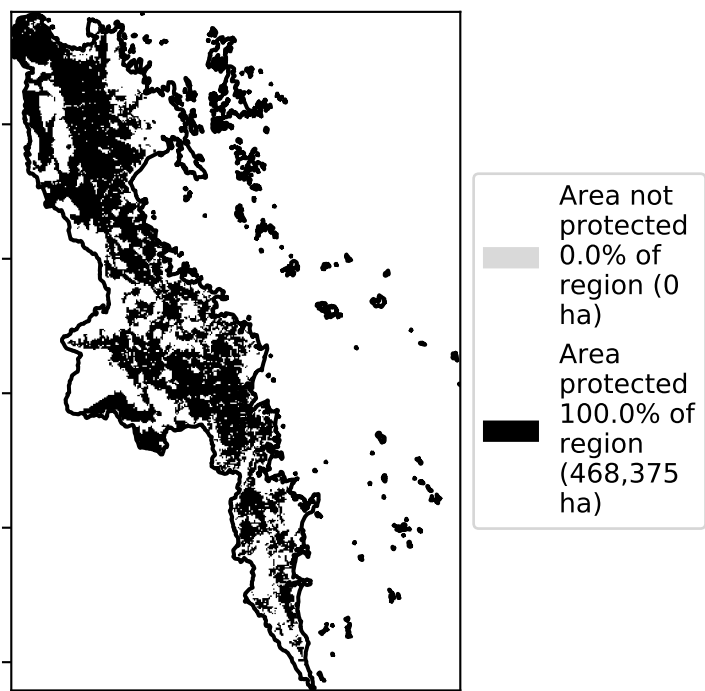 Area not
protected
0.0% of
region (0
ha)
Area
protected
100.0% of
region
(468,375
ha)